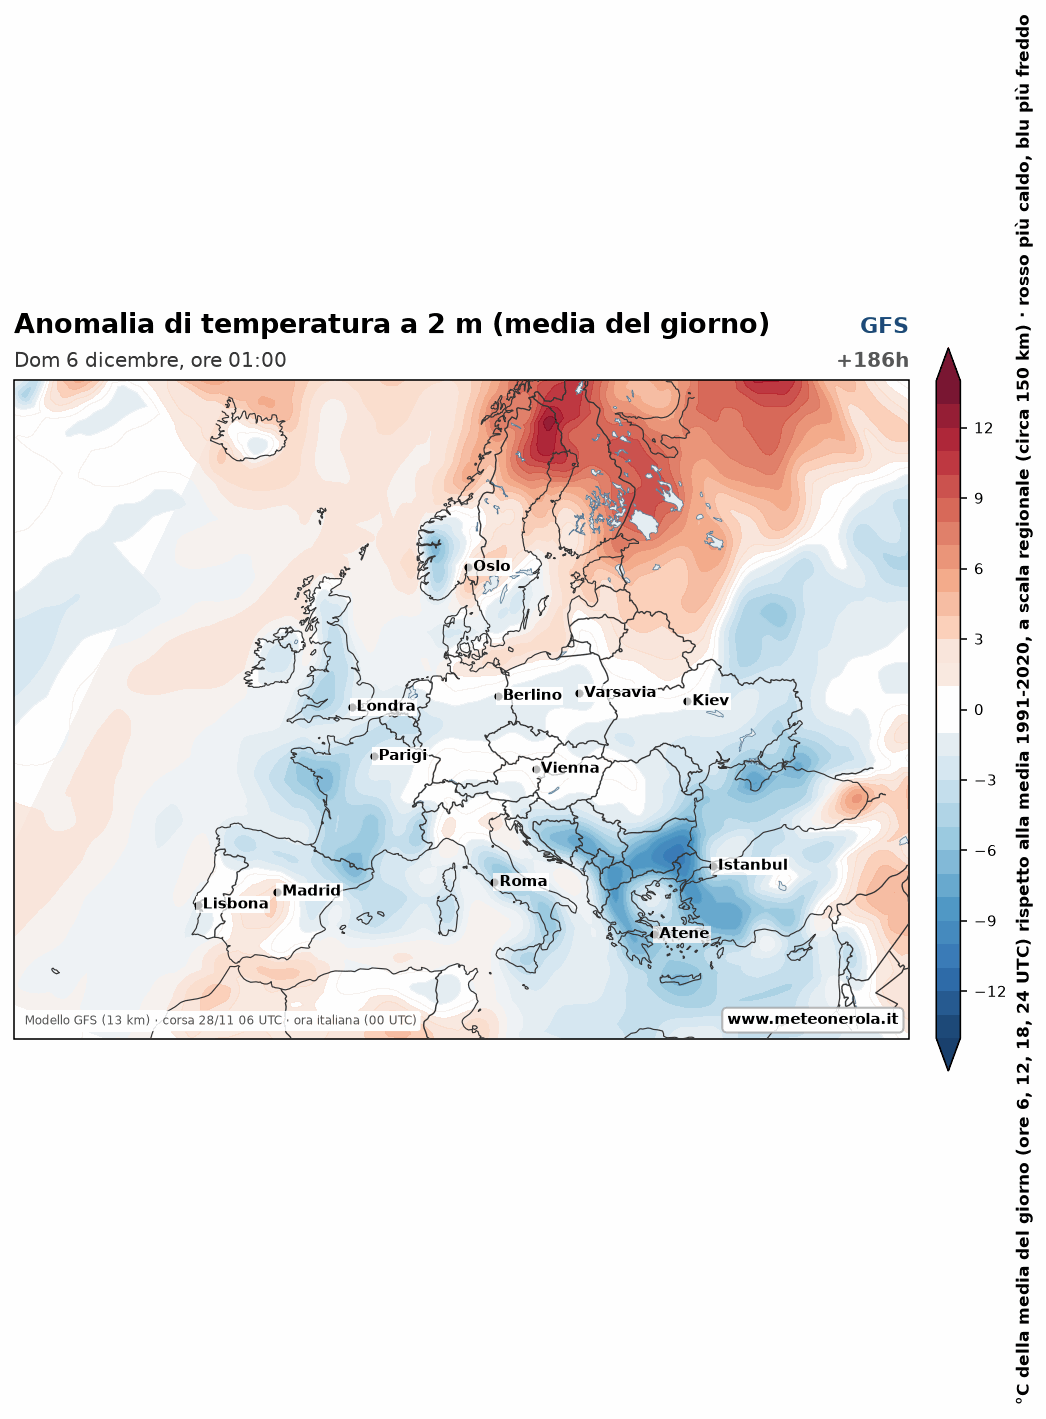 Anomalia di temperatura a 2 m (media del giorno)
GFS
Dom 6 dicembre, ore 01:00
+186h
Oslo
Londra
Berlino
Varsavia
Kiev
Parigi
Vienna
Istanbul
Roma
Madrid
Lisbona
Atene
Modello GFS (13 km) · corsa 28/11 06 UTC · ora italiana (00 UTC)
www.meteonerola.it
12
9
6
3
0
−3
−6
−9
−12
°C della media del giorno (ore 6, 12, 18, 24 UTC) rispetto alla media 1991-2020, a scala regionale (circa 150 km) · rosso più caldo, blu più freddo